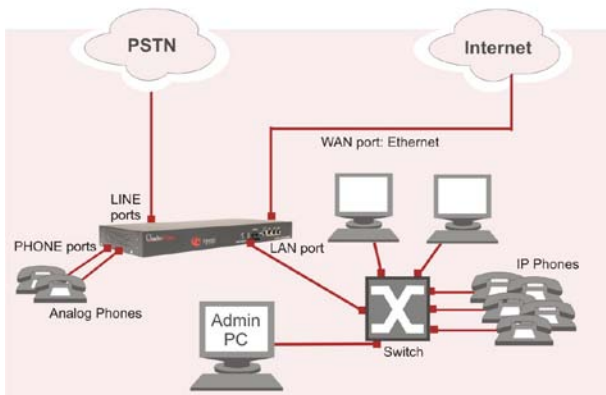 PSTN
Internet
WAN port: Ethernet
LINE
ports
PHONE ports
LAN port
IP Phones
Analog Phones
Admin
PC
Switch